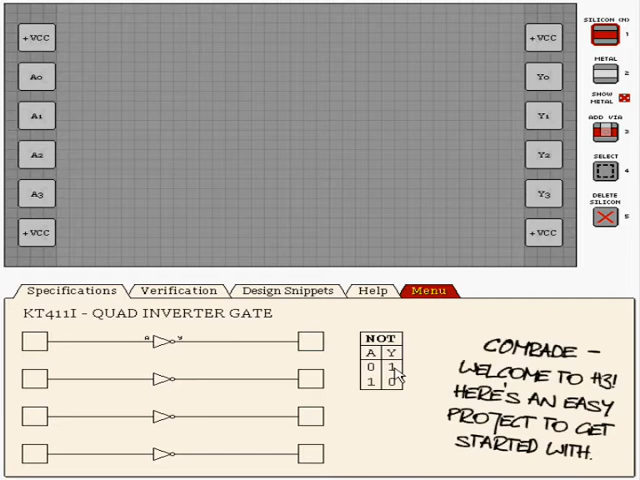 SILICON (N)
+VCC
+VCC
1
A0
Y0
METAL
2
SHOW METAL
A1
Y1
ADD VIA
3
A2
Y2
SELECT
4
A3
Y3
DELETE SILICON
5
+VCC
+VCC
Specifications
Verification
Design Snippets
Help
Menu
KT411I - QUAD INVERTER GATE
A
Y
NOT
A Y
0 1
1 0
COMRADE -
WELCOME TO H3!
HERE'S AN EASY
PROJECT TO GET
STARTED WITH.